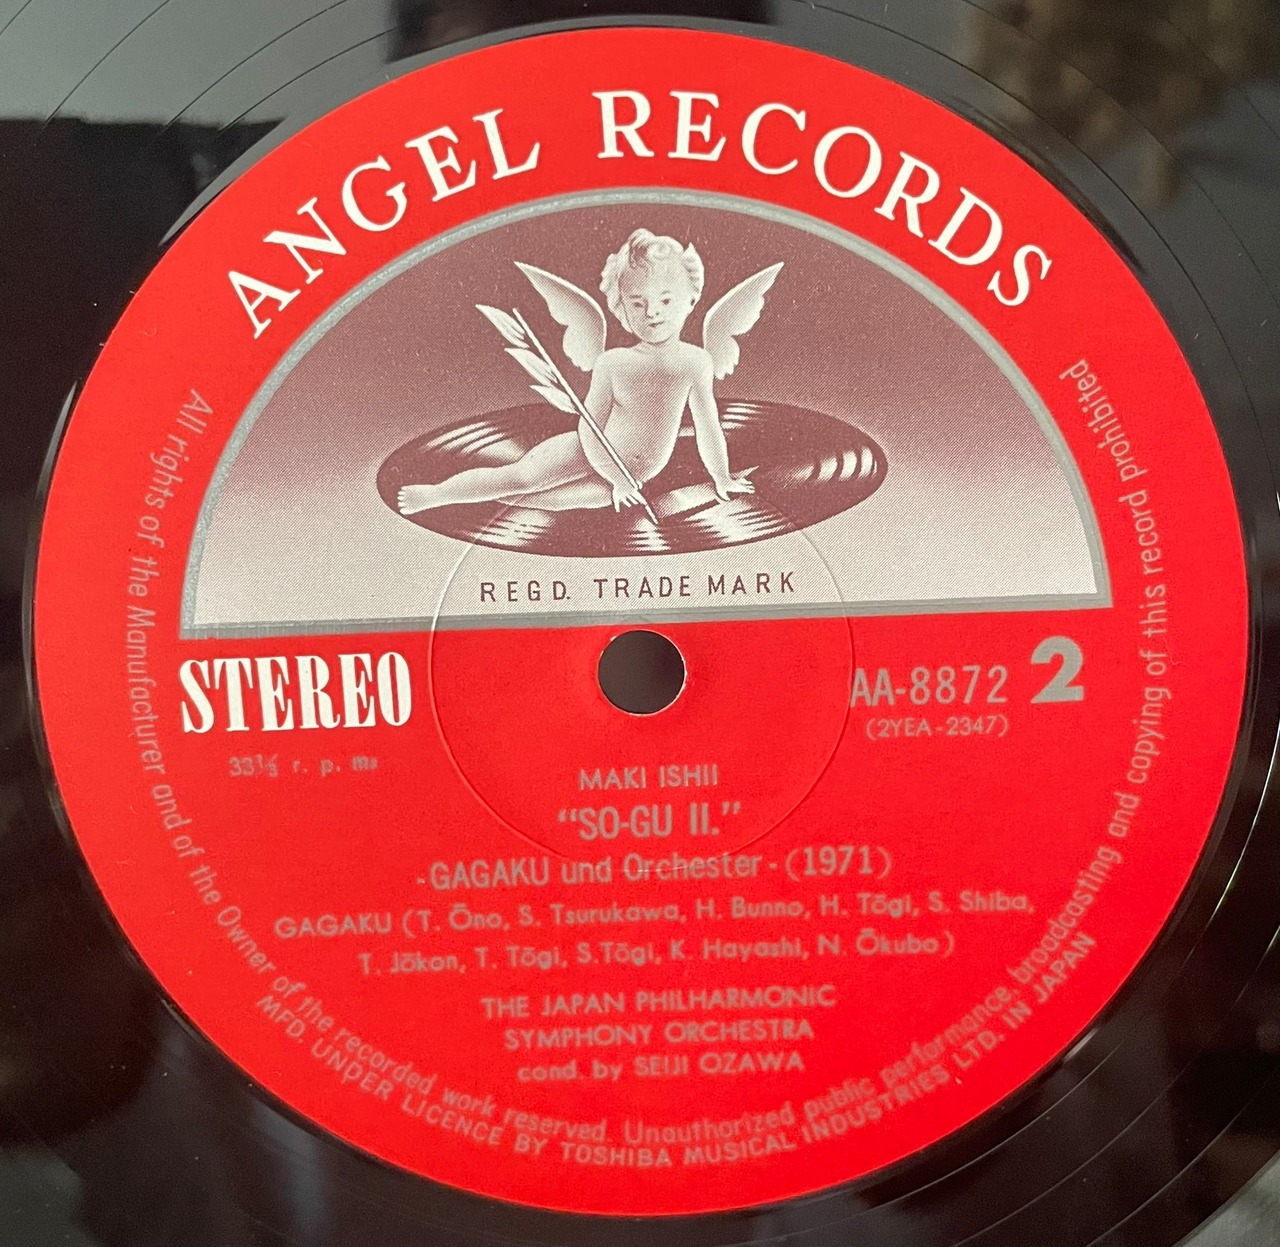 ANGEL RECORDS
REGD. TRADE MARK
STEREO
33⅓ r. p. m.
AA-8872 2
(2YEA-2347)
MAKI ISHII
“SO-GU II.”
-GAGAKU und Orchester-(1971)
GAGAKU (T. Ōno, S. Tsurukawa, H. Bunno, H. Tōgi, S. Shiba,
T. Jōkon, T. Tōgi, S.Tōgi, K. Hayashi, N. Ōkubo)
THE JAPAN PHILHARMONIC
SYMPHONY ORCHESTRA
cond. by SEIJI OZAWA
All rights of the Manufacturer and of the Owner of the recorded work reserved. Unauthorized public performance, broadcasting and copying of this record prohibited
MFD. UNDER LICENCE BY TOSHIBA MUSICAL INDUSTRIES LTD. IN JAPAN